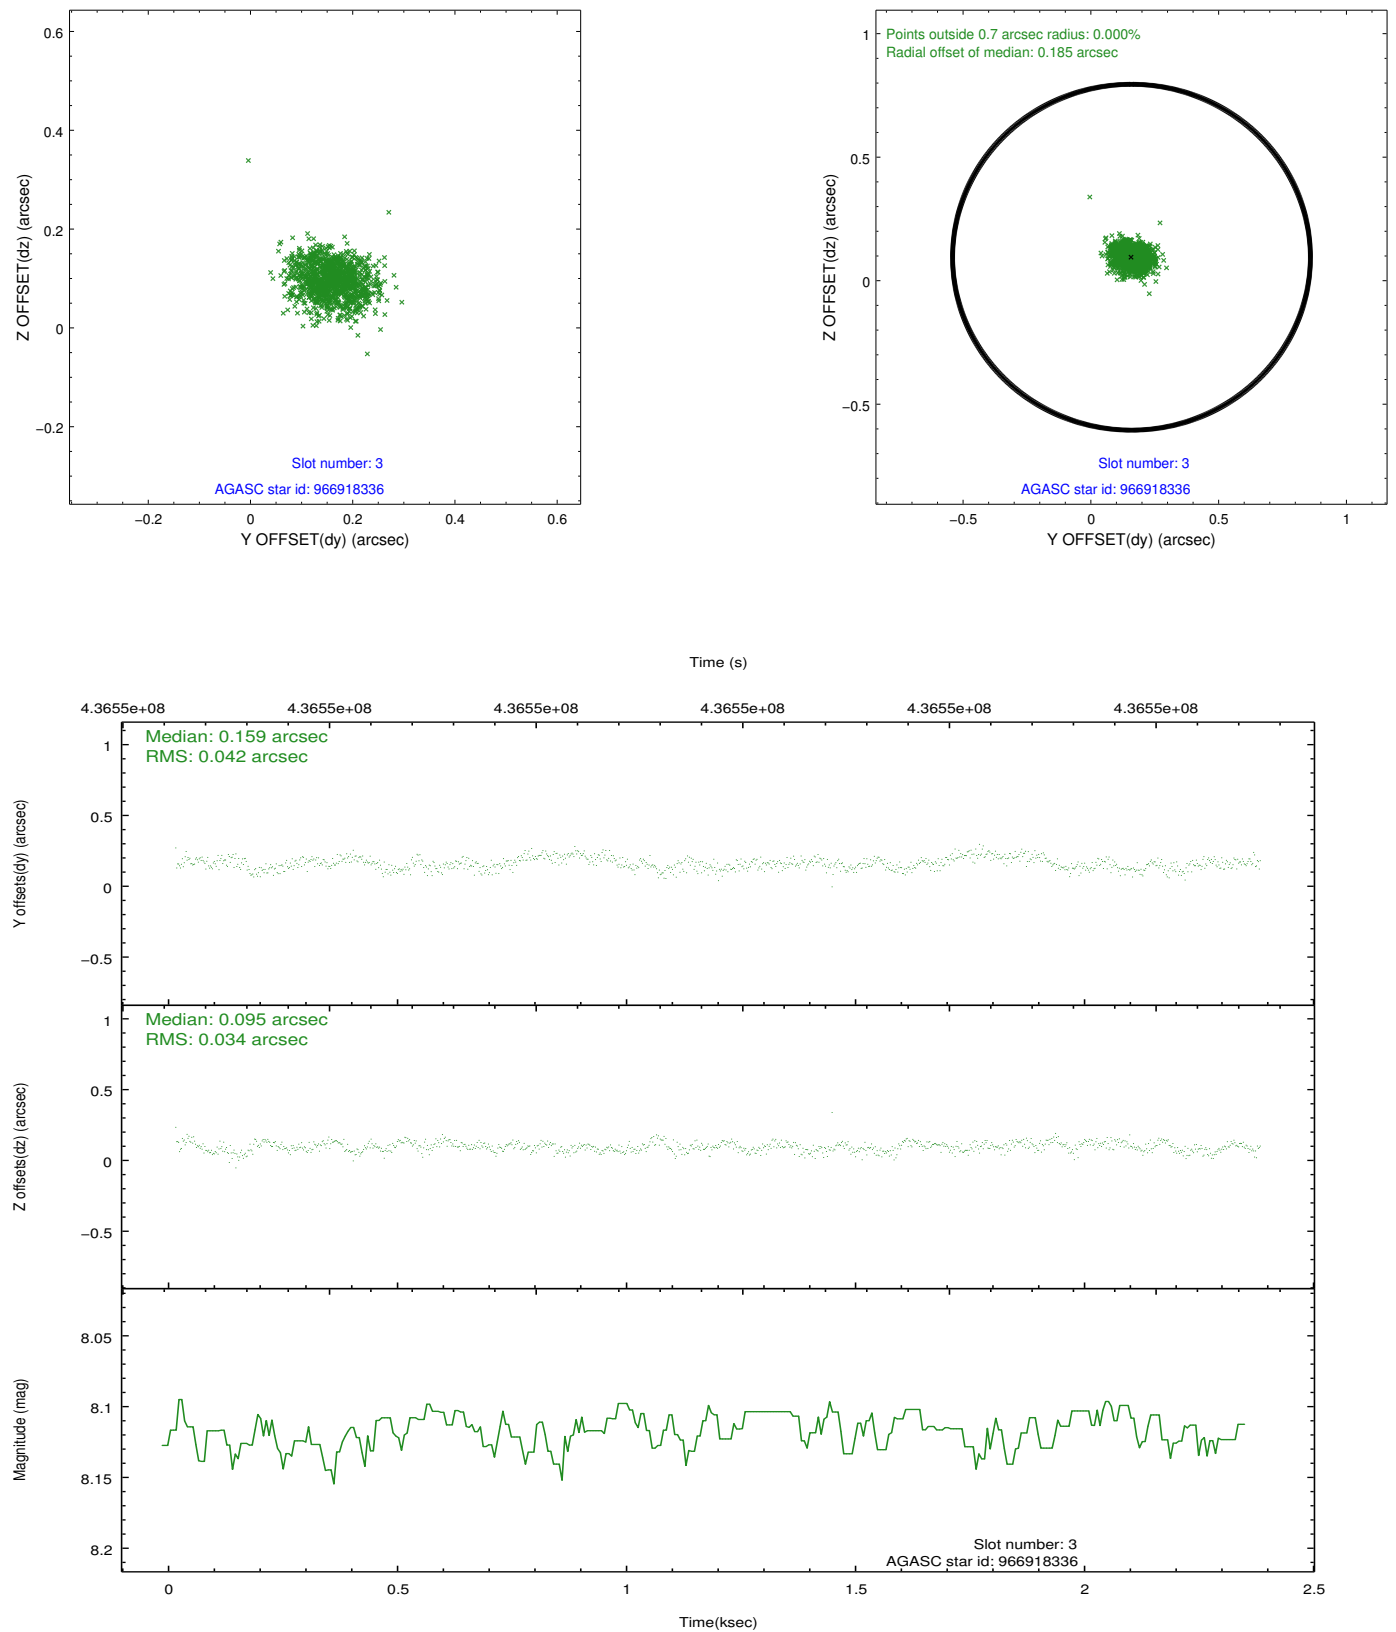 0.6
0.4
0.2
0
−0.2
Z OFFSET(dz) (arcsec)
Slot number: 3
AGASC star id: 966918336
−0.2 0 0.2 0.4 0.6
Y OFFSET(dy) (arcsec)
Points outside 0.7 arcsec radius: 0.000%
Radial offset of median: 0.185 arcsec
1
0.5
0
−0.5
Z OFFSET(dz) (arcsec)
Slot number: 3
AGASC star id: 966918336
−0.5 0 0.5 1
Y OFFSET(dy) (arcsec)
Time (s)
4.3655e+08 4.3655e+08 4.3655e+08 4.3655e+08 4.3655e+08 4.3655e+08
Median: 0.159 arcsec
RMS: 0.042 arcsec
1
0.5
0
−0.5
Y offsets(dy) (arcsec)
Median: 0.095 arcsec
RMS: 0.034 arcsec
1
0.5
0
−0.5
Z offsets(dz) (arcsec)
8.05
8.1
8.15
8.2
Magnitude (mag)
Slot number: 3
AGASC star id: 966918336
0 0.5 1 1.5 2 2.5
Time(ksec)